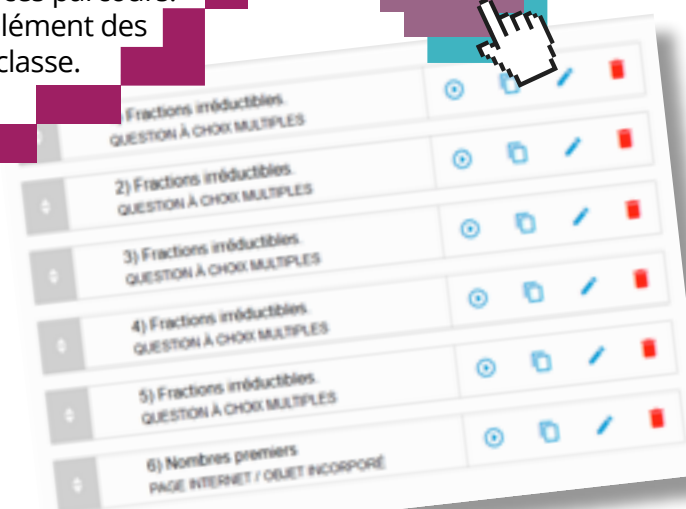 ces parcours.
lément des
classe.
) Fractions irréductibles.
QUESTION À CHOIX MULTIPLES
2) Fractions irréductibles.
QUESTION À CHOIX MULTIPLES
3) Fractions irréductibles.
QUESTION À CHOIX MULTIPLES
4) Fractions irréductibles.
QUESTION À CHOIX MULTIPLES
5) Fractions irréductibles.
QUESTION À CHOIX MULTIPLES
6) Nombres premiers
PAGE INTERNET / OBJET INCORPORÉ